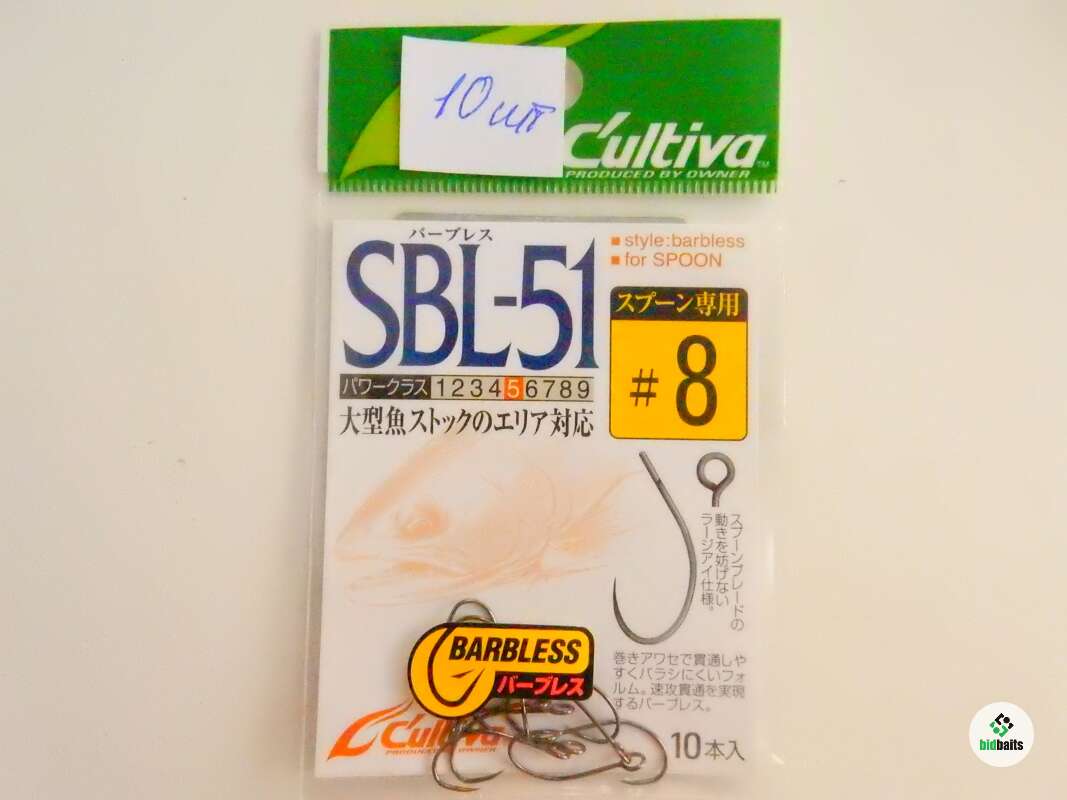 10 шт
C'ultiva™
PRODUCED BY OWNER
バーブレス
SBL-51
style:barbless
for SPOON
スプーン専用
#8
パワークラス 1 2 3 4 5 6 7 8 9
大型魚ストックのエリア対応
スプーンブレードの
動きを妨げない
ラージアイ仕様。
BARBLESS
バーブレス
巻きアワセで貫通しや
すくバラシにくいフォ
ルム。速攻貫通を実現
するバーブレス。
C'ultiva
PRODUCED BY OWNER
10本入
bidbaits